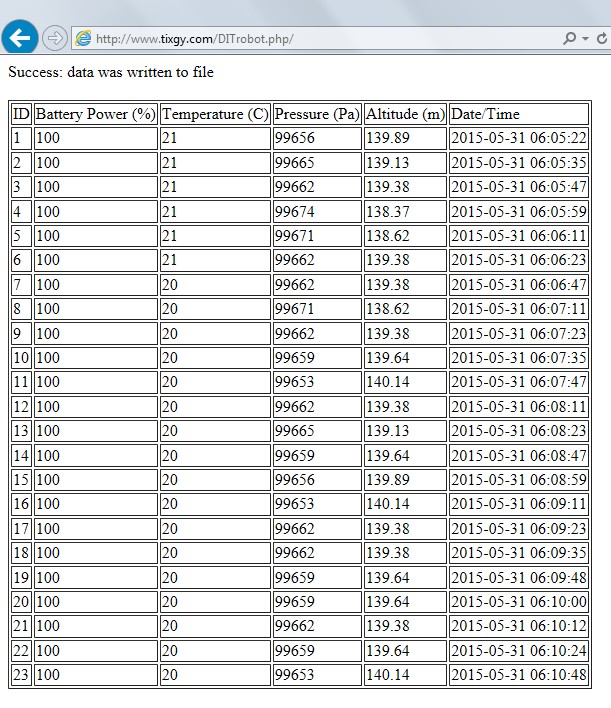 http://www.tixgy.com/DITrobot.php/
Success: data was written to file
ID Battery Power (%) Temperature (C) Pressure (Pa) Altitude (m) Date/Time
1 100 21 99656 139.89 2015-05-31 06:05:22
2 100 21 99665 139.13 2015-05-31 06:05:35
3 100 21 99662 139.38 2015-05-31 06:05:47
4 100 21 99674 138.37 2015-05-31 06:05:59
5 100 21 99671 138.62 2015-05-31 06:06:11
6 100 21 99662 139.38 2015-05-31 06:06:23
7 100 20 99662 139.38 2015-05-31 06:06:47
8 100 20 99671 138.62 2015-05-31 06:07:11
9 100 20 99662 139.38 2015-05-31 06:07:23
10 100 20 99659 139.64 2015-05-31 06:07:35
11 100 20 99653 140.14 2015-05-31 06:07:47
12 100 20 99662 139.38 2015-05-31 06:08:11
13 100 20 99665 139.13 2015-05-31 06:08:23
14 100 20 99659 139.64 2015-05-31 06:08:47
15 100 20 99656 139.89 2015-05-31 06:08:59
16 100 20 99653 140.14 2015-05-31 06:09:11
17 100 20 99662 139.38 2015-05-31 06:09:23
18 100 20 99662 139.38 2015-05-31 06:09:35
19 100 20 99659 139.64 2015-05-31 06:09:48
20 100 20 99659 139.64 2015-05-31 06:10:00
21 100 20 99662 139.38 2015-05-31 06:10:12
22 100 20 99659 139.64 2015-05-31 06:10:24
23 100 20 99653 140.14 2015-05-31 06:10:48